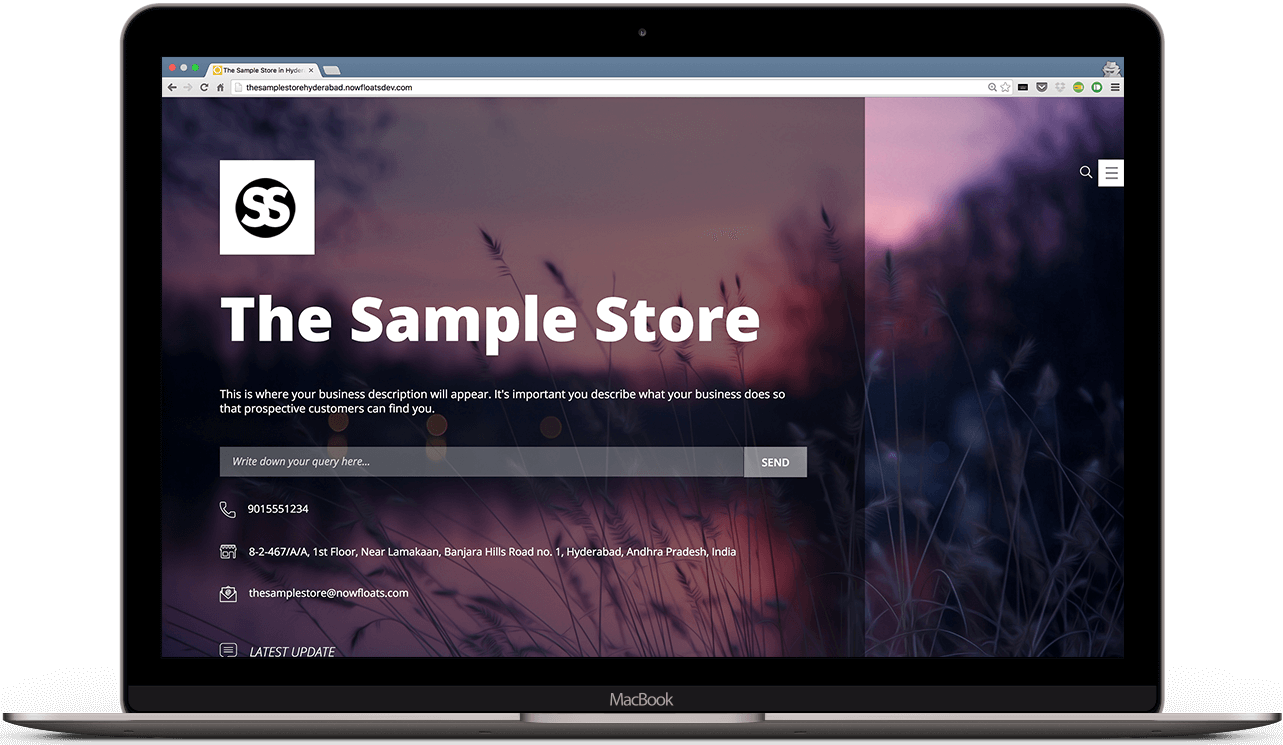 The Sample Store in Hyder
thesamplestorehyderabad.nowfloatsdev.com
SS
The Sample Store
This is where your business description will appear. It's important you describe what your business does so
that prospective customers can find you.
Write down your query here...
SEND
9015551234
8-2-467/A/A, 1st Floor, Near Lamakaan, Banjara Hills Road no. 1, Hyderabad, Andhra Pradesh, India
thesamplestore@nowfloats.com
LATEST UPDATE
MacBook